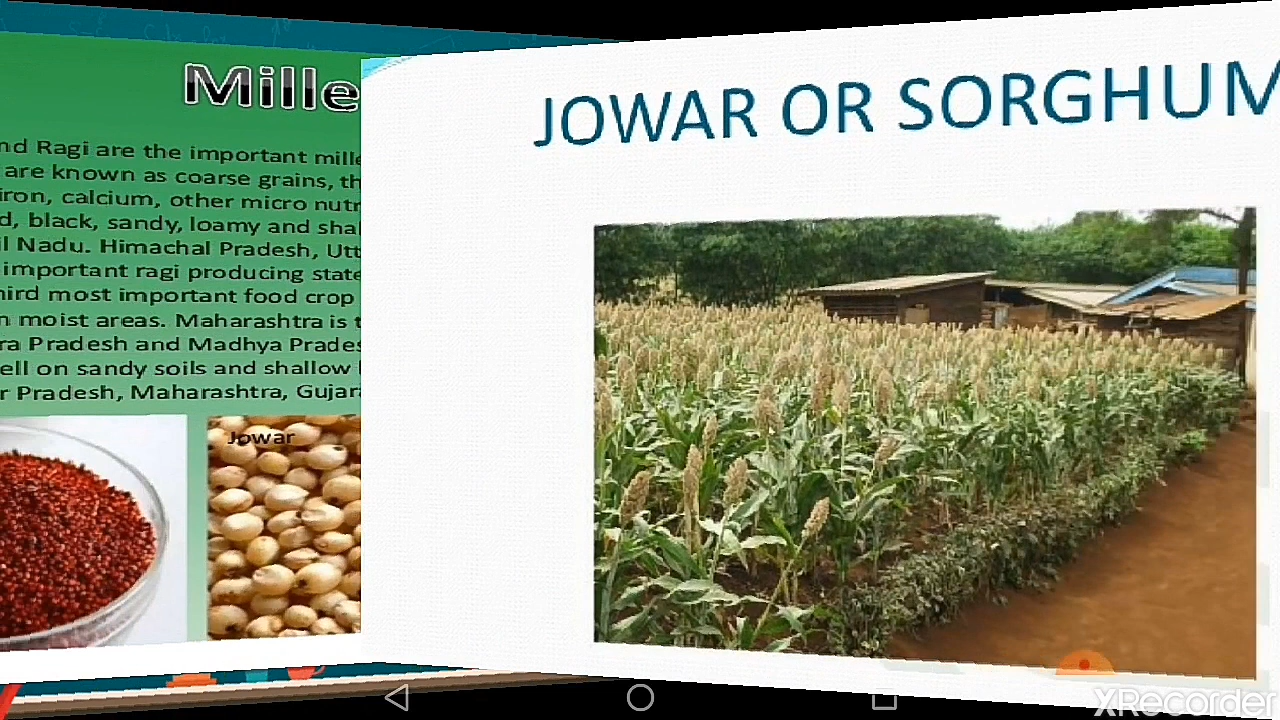 Mille
nd Ragi are the important mille
are known as coarse grains, th
iron, calcium, other micro nutr
d, black, sandy, loamy and shal
il Nadu. Himachal Pradesh, Utt
important ragi producing state
hird most important food crop
n moist areas. Maharashtra is t
ra Pradesh and Madhya Prades
ell on sandy soils and shallow
r Pradesh, Maharashtra, Gujara
Jowar
JOWAR OR SORGHUM
XRecorder